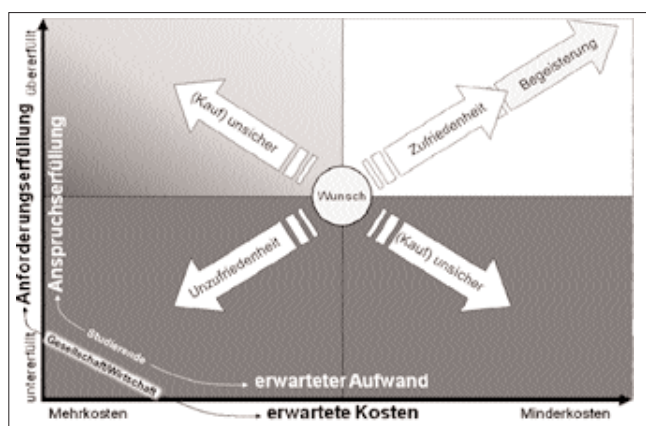 übererfüllt
Anforderungserfüllung
untererfüllt
Anspruchserfüllung
(Kauf) unsicher
Zufriedenheit
Begeisterung
Wunsch
Unzufriedenheit
(Kauf) unsicher
Studierende
Gesellschaft/Wirtschaft
erwarteter Aufwand
Mehrkosten
erwartete Kosten
Minderkosten